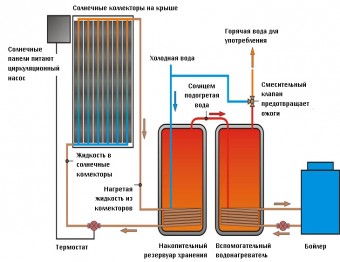 Солнечные коллекторы на крыше
Солнечные
панели питают
циркуляционный
насос
Холодная вода
Горячая вода для
употребления
Солнцем
подогретая
вода
Смесительный
клапан
предотвращает
ожоги
Жидкость в
солнечные
коллекторы
Нагретая
жидкость из
коллекторов
Термостат
Накопительный
резервуар хранения
Вспомогательный
водонагреватель
Бойлер